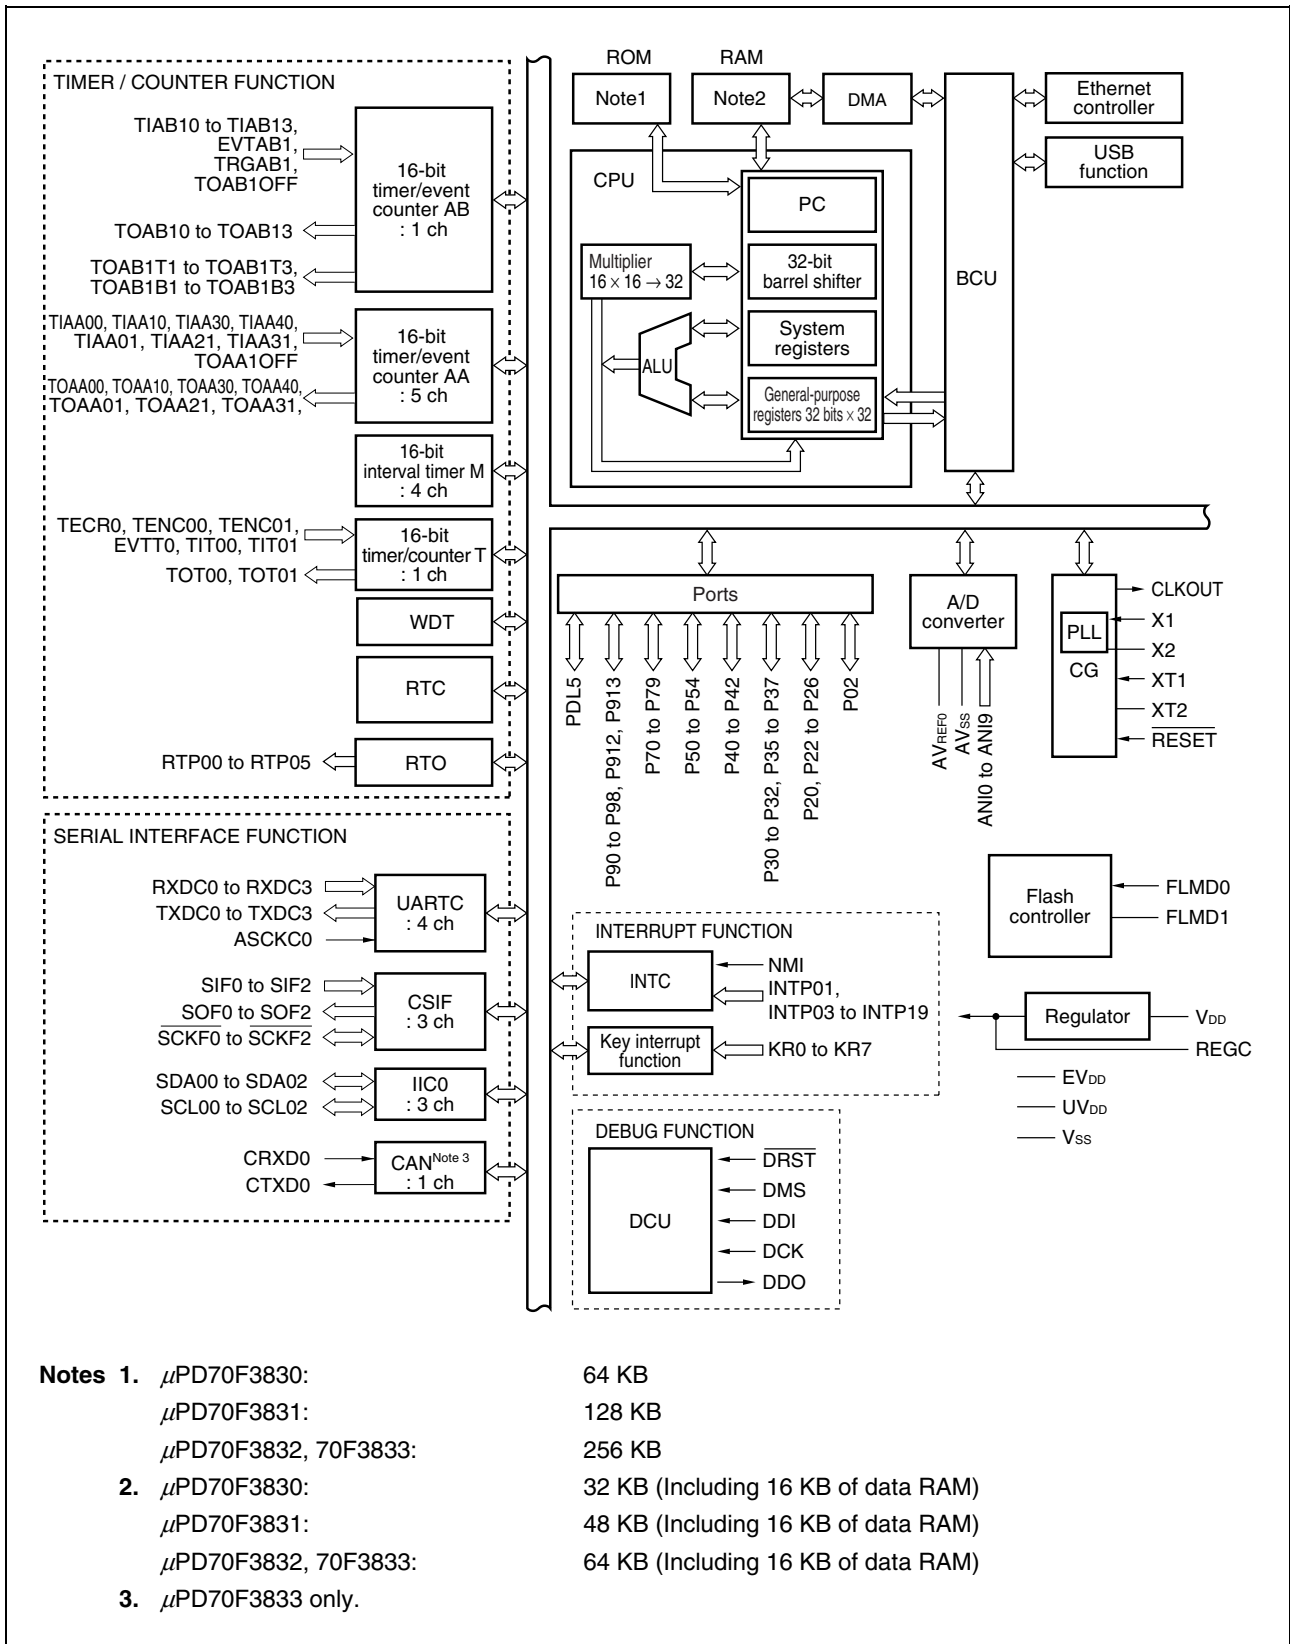 TIMER / COUNTER FUNCTION
TIAB10 to TIAB13,
EVTAB1,
TRGAB1,
TOAB1OFF
TOAB10 to TOAB13
TOAB1T1 to TOAB1T3,
TOAB1B1 to TOAB1B3
16-bit
timer/event
counter AB
: 1 ch
TIAA00, TIAA10, TIAA30, TIAA40,
TIAA01, TIAA21, TIAA31,
TOAA1OFF
TOAA00, TOAA10, TOAA30, TOAA40,
TOAA01, TOAA21, TOAA31,
16-bit
timer/event
counter AA
: 5 ch
16-bit
interval timer M
: 4 ch
TECR0, TENC00, TENC01,
EVTT0, TIT00, TIT01
TOT00, TOT01
16-bit
timer/counter T
: 1 ch
WDT
RTC
RTP00 to RTP05
RTO
SERIAL INTERFACE FUNCTION
RXDC0 to RXDC3
TXDC0 to TXDC3
ASCKC0
UARTC
: 4 ch
SIF0 to SIF2
SOF0 to SOF2
SCKF0 to SCKF2
CSIF
: 3 ch
SDA00 to SDA02
SCL00 to SCL02
IIC0
: 3 ch
CRXD0
CTXD0
CAN Note 3
: 1 ch
ROM
Note1
RAM
Note2
DMA
BCU
Ethernet
controller
USB
function
CPU
PC
Multiplier
16 × 16 → 32
32-bit
barrel shifter
ALU
System
registers
General-purpose
registers 32 bits × 32
Ports
PDL5
P90 to P98, P912, P913
P70 to P79
P50 to P54
P40 to P42
P30 to P32, P35 to P37
P20, P22 to P26
P02
A/D
converter
AVREF0
AVSS
ANI0 to ANI9
PLL
CG
CLKOUT
X1
X2
XT1
XT2
RESET
Flash
controller
FLMD0
FLMD1
INTERRUPT FUNCTION
INTC
NMI
INTP01,
INTP03 to INTP19
Key interrupt
function
KR0 to KR7
Regulator
VDD
REGC
EVDD
UVDD
VSS
DEBUG FUNCTION
DCU
DRST
DMS
DDI
DCK
DDO
Notes 1. μPD70F3830: 64 KB
μPD70F3831: 128 KB
μPD70F3832, 70F3833: 256 KB
2. μPD70F3830: 32 KB (Including 16 KB of data RAM)
μPD70F3831: 48 KB (Including 16 KB of data RAM)
μPD70F3832, 70F3833: 64 KB (Including 16 KB of data RAM)
3. μPD70F3833 only.